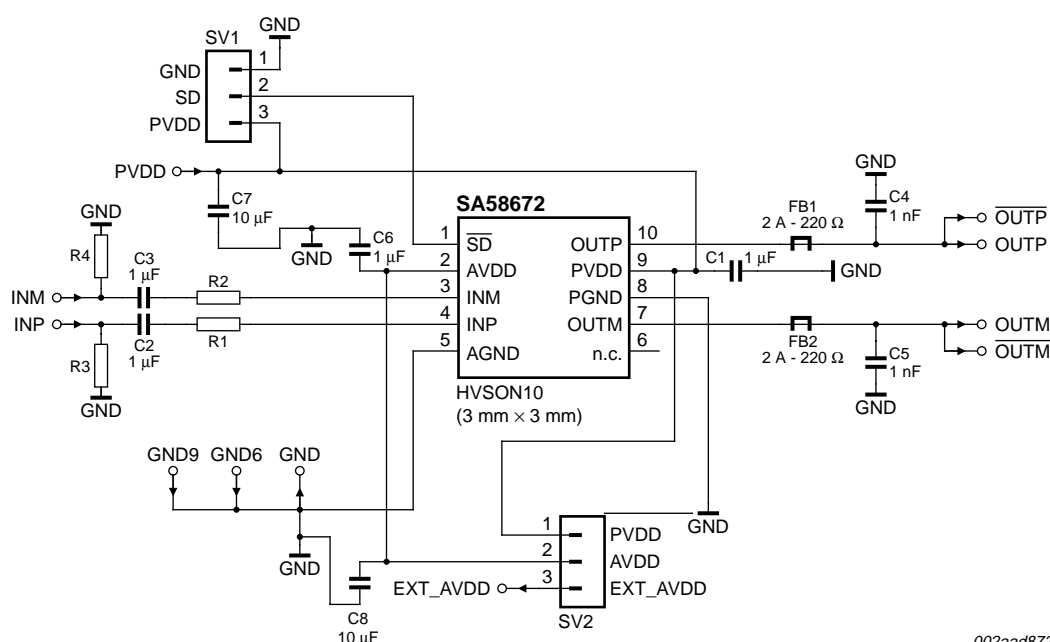 GND
SV1
GND 1
SD 2
PVDD 3
PVDD
C7
10 μF
GND
C6
1 μF
GND
R4
C3
1 μF
R2
INM
INP
C2
1 μF
R1
R3
GND
SA58672
1 SD OUTP 10
2 AVDD PVDD 9
3 INM PGND 8
4 INP OUTM 7
5 AGND n.c. 6
HVSON10
(3 mm × 3 mm)
FB1
2 A - 220 Ω
GND
C4
1 nF
OUTP
OUTP
C1 1 μF
GND
FB2
2 A - 220 Ω
C5
1 nF
GND
OUTM
OUTM
GND9 GND6 GND
GND
C8
10 μF
GND
1 PVDD
2 AVDD
EXT_AVDD 3 EXT_AVDD
SV2